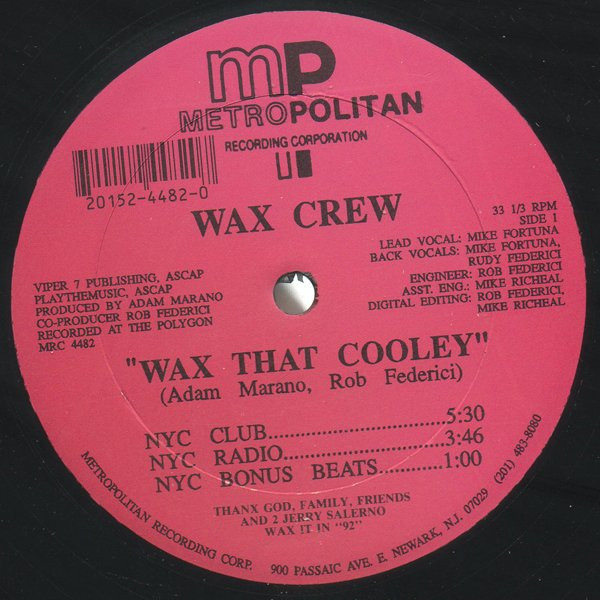 mp
METROPOLITAN
RECORDING CORPORATION
20152-4482-0
WAX CREW
33 1/3 RPM
SIDE 1
LEAD VOCAL: MIKE FORTUNA
BACK VOCALS: MIKE FORTUNA,
RUDY FEDERICI
ENGINEER: ROB FEDERICI
ASST. ENG.: MIKE RICHEAL
DIGITAL EDITING: ROB FEDERICI,
MIKE RICHEAL
VIPER 7 PUBLISHING, ASCAP
PLAYTHEMUSIC, ASCAP
PRODUCED BY ADAM MARANO
CO-PRODUCER ROB FEDERICI
RECORDED AT THE POLYGON
MRC 4482
"WAX THAT COOLEY"
(Adam Marano, Rob Federici)
NYC CLUB..............................5:30
NYC RADIO...........................3:46
NYC BONUS BEATS...........1:00
THANX GOD, FAMILY, FRIENDS
AND 2 JERRY SALERNO
WAX IT IN "92"
METROPOLITAN RECORDING CORP. 900 PASSAIC AVE. E. NEWARK, N.J. 07029 (201) 483-8080